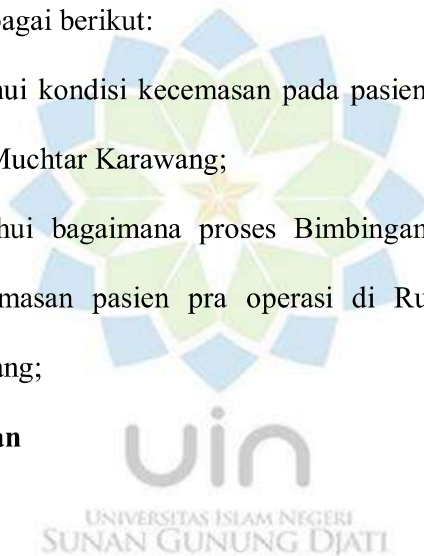 bagai berikut:
hui kondisi kecemasan pada pasien
Muchtar Karawang;
hui bagaimana proses Bimbingan
masan pasien pra operasi di Ru
ang;
an
uin
UNIVERSITAS ISLAM NEGERI
SUNAN GUNUNG DJATI